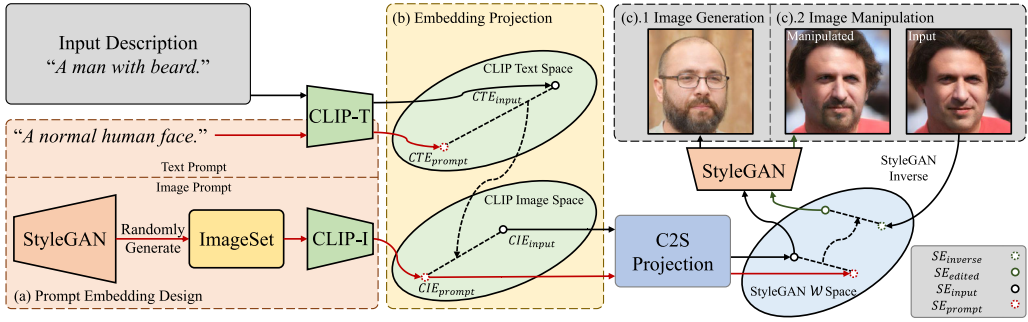 Input Description
“A man with beard.”
“A normal human face.”
Text Prompt
Image Prompt
StyleGAN
Randomly
Generate
ImageSet
CLIP-T
CLIP-I
(a) Prompt Embedding Design
(b) Embedding Projection
CLIP Text Space
CTE_input
CTE_prompt
CLIP Image Space
CIE_input
CIE_prompt
(c).1 Image Generation
(c).2 Image Manipulation
Manipulated
Input
StyleGAN
StyleGAN
Inverse
C2S
Projection
StyleGAN W Space
SE_inverse
SE_edited
SE_input
SE_prompt